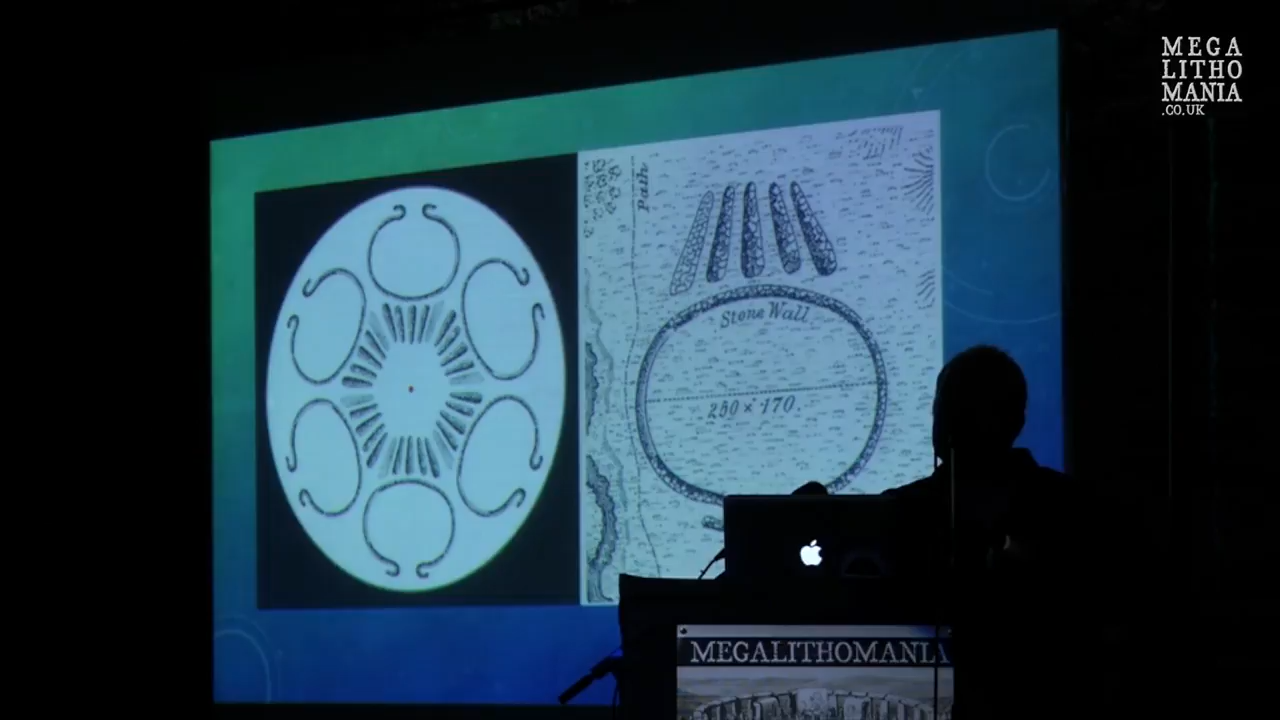 MEGA
LITHO
MANIA
.CO.UK
Path
Stone Wall
250 × 170.
MEGALITHOMANIA